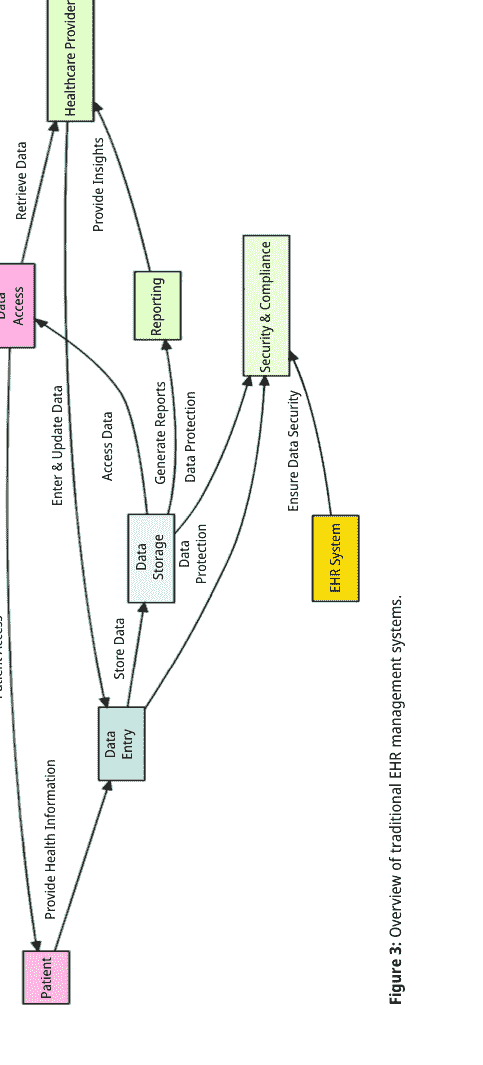 Healthcare Provider
Retrieve Data
Provide Insights
Data
Access
Reporting
Security & Compliance
Enter & Update Data
Access Data
Generate Reports
Data Protection
Ensure Data Security
Data
Storage
Data
Protection
EHR System
Store Data
Data
Entry
Provide Health Information
Patient
Figure 3: Overview of traditional EHR management systems.